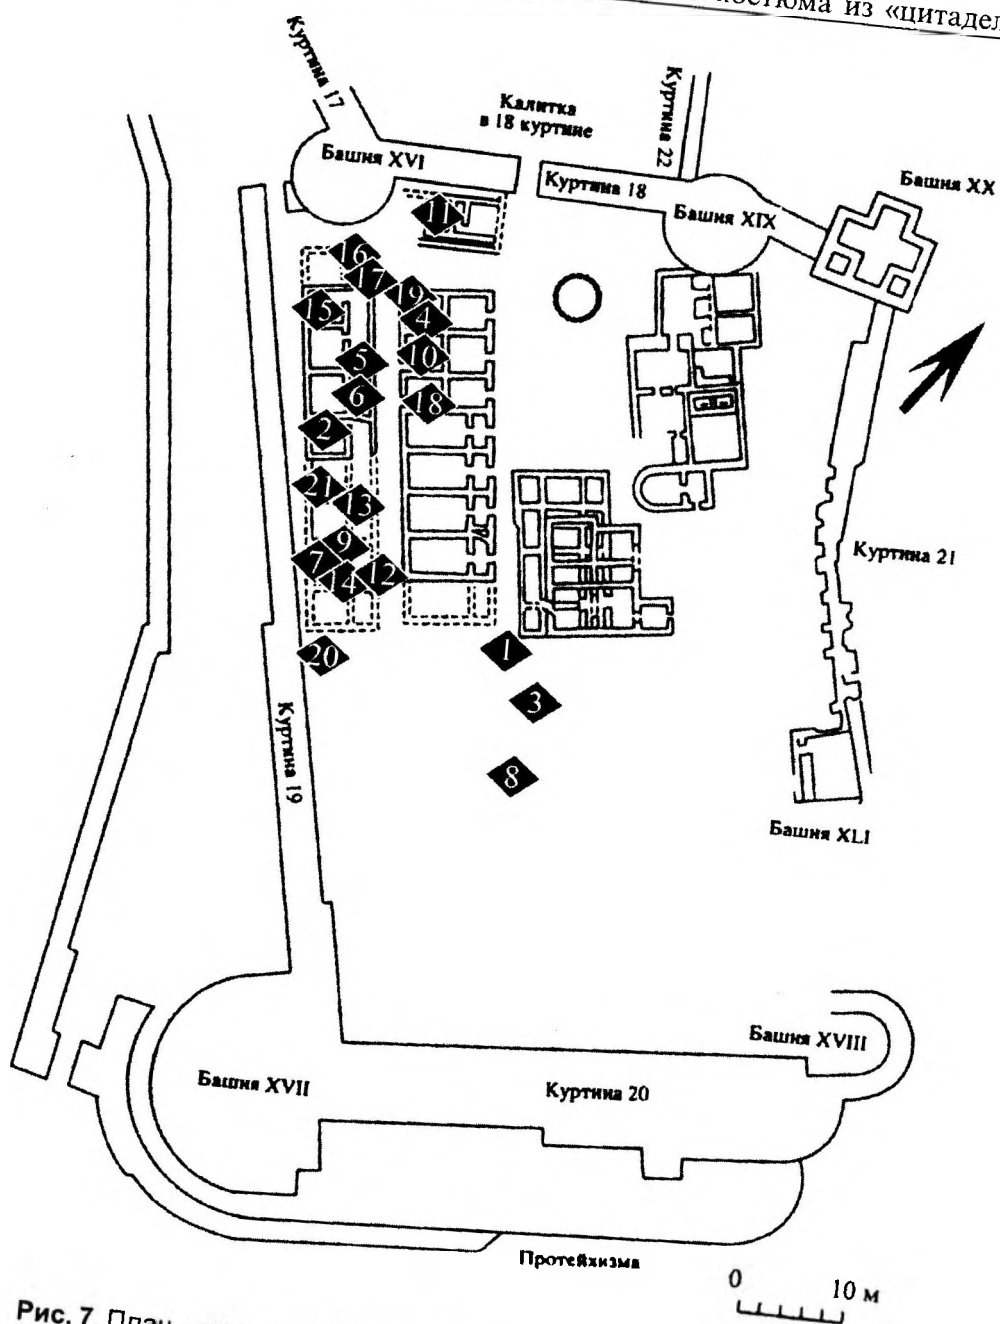 из «цитадел
Куртина 17
Калитка
в 18 куртине
Куртина 22
Башня XVI
Куртина 18
Башня XX
Башня XIX
11
16
17
19
15
4
5
10
6
18
2
21
13
9
7
14
12
Куртина 21
20
1
3
Куртина 19
8
Башня XLI
Башня XVIII
Башня XVII
Куртина 20
Протейхизма
0
10 м
Рис. 7